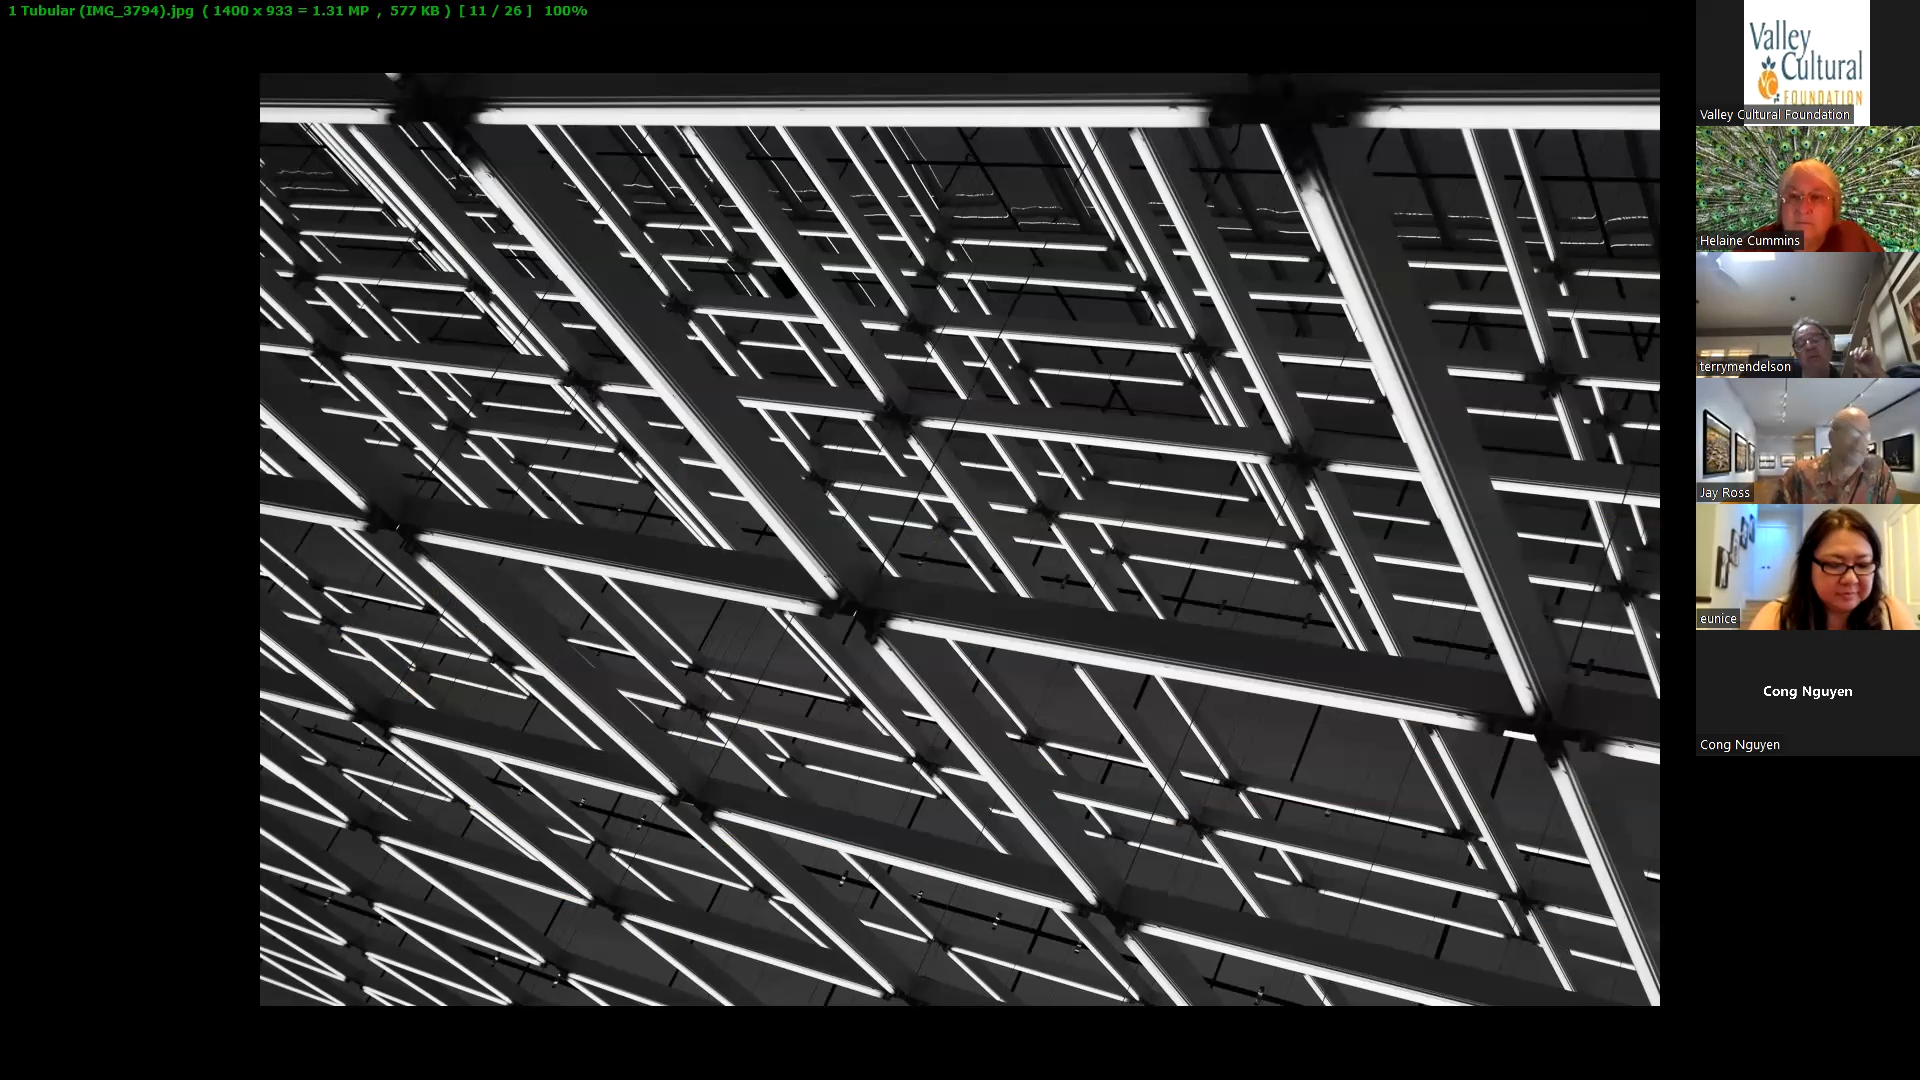 1 Tubular (IMG_3794).jpg ( 1400 x 933 = 1.31 MP , 577 KB ) [ 11 / 26 ] 100%
Valley
Cultural
FOUNDATION
Valley Cultural Foundation
Helaine Cummins
terrymendelson
Jay Ross
eunice
Cong Nguyen
Cong Nguyen